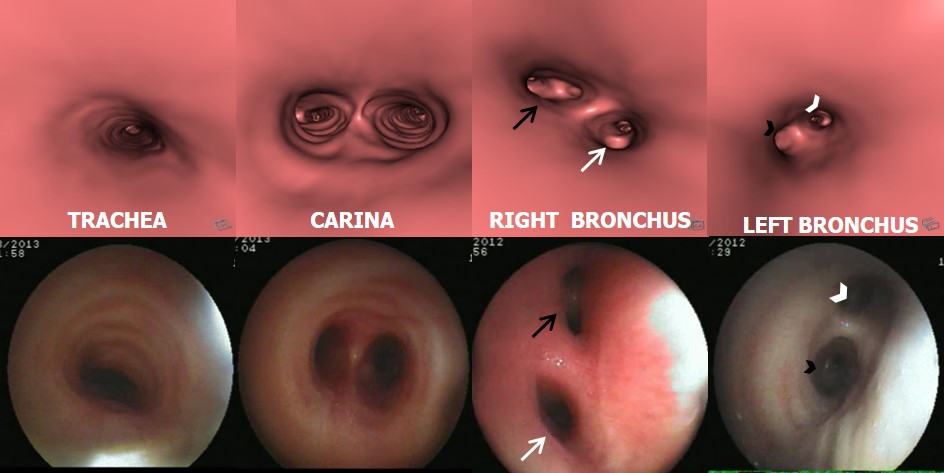 TRACHEA
CARINA
RIGHT BRONCHUS
LEFT BRONCHUS
/2013
:58
/2013
:04
2012
56
/2012
:29